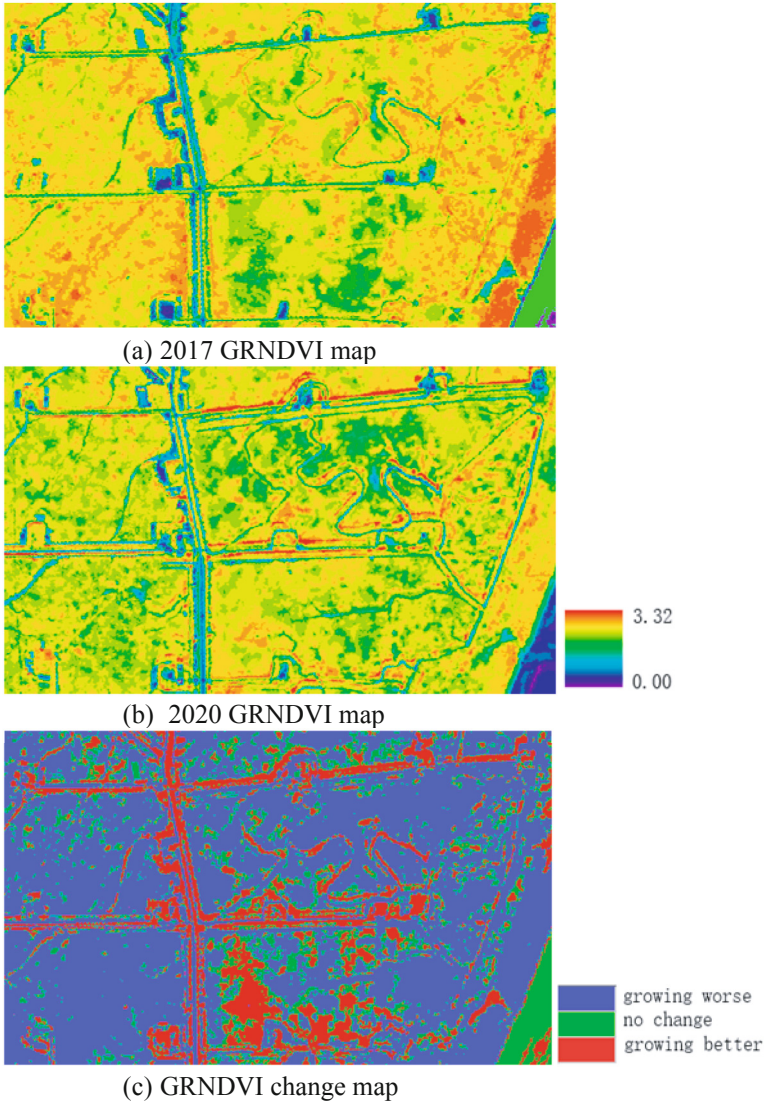 (a) 2017 GRNDVI map
3.32
0.00
(b) 2020 GRNDVI map
growing worse
no change
growing better
(c) GRNDVI change map